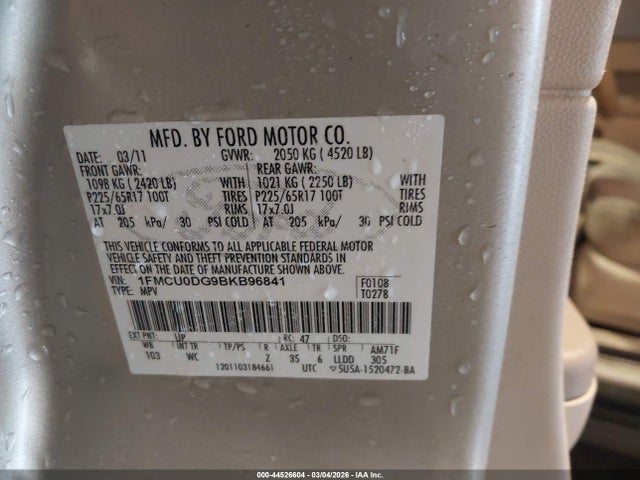 MFD. BY FORD MOTOR CO.
DATE: 03/11 GVWR: 2050 KG ( 4520 LB)
FRONT GAWR: REAR GAWR:
1098 KG ( 2420 LB) WITH 1021 KG ( 2250 LB) WITH
P225/65R17 100T TIRES P225/65R17 100T TIRES
17x7.0J RIMS 17x7.0J RIMS
AT 205 kPa/ 30 PSI COLD AT 205 kPa/ 30 PSI COLD
THIS VEHICLE CONFORMS TO ALL APPLICABLE FEDERAL MOTOR
VEHICLE SAFETY AND THEFT PREVENTION STANDARDS IN
EFFECT ON THE DATE OF MANUFACTURE SHOWN ABOVE.
VIN: 1FMCU0DG9BKB96841 F0108
TYPE: MPV T0278
EXT PNT: UP RC: 47 DSO:
WB INT TR TP/PS R AXLE TR SPR AM71F
103 WC Z 35 6 LLDD 305
1201103184661 UTC 5U5A-1520472-BA
000-44526604 - 03/04/2026 - IAA Inc.